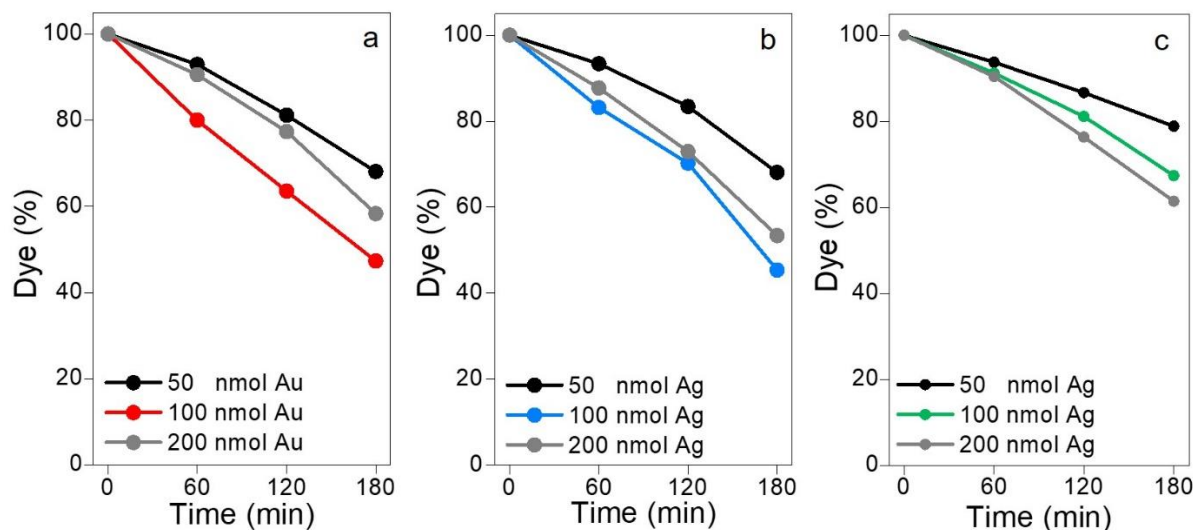 a
100
80
60
40
20
0
Dye (%)
50 nmol Au
100 nmol Au
200 nmol Au
0 60 120 180
Time (min)
b
100
80
60
40
20
0
Dye (%)
50 nmol Ag
100 nmol Ag
200 nmol Ag
0 60 120 180
Time (min)
c
100
80
60
40
20
0
Dye (%)
50 nmol Ag
100 nmol Ag
200 nmol Ag
0 60 120 180
Time (min)